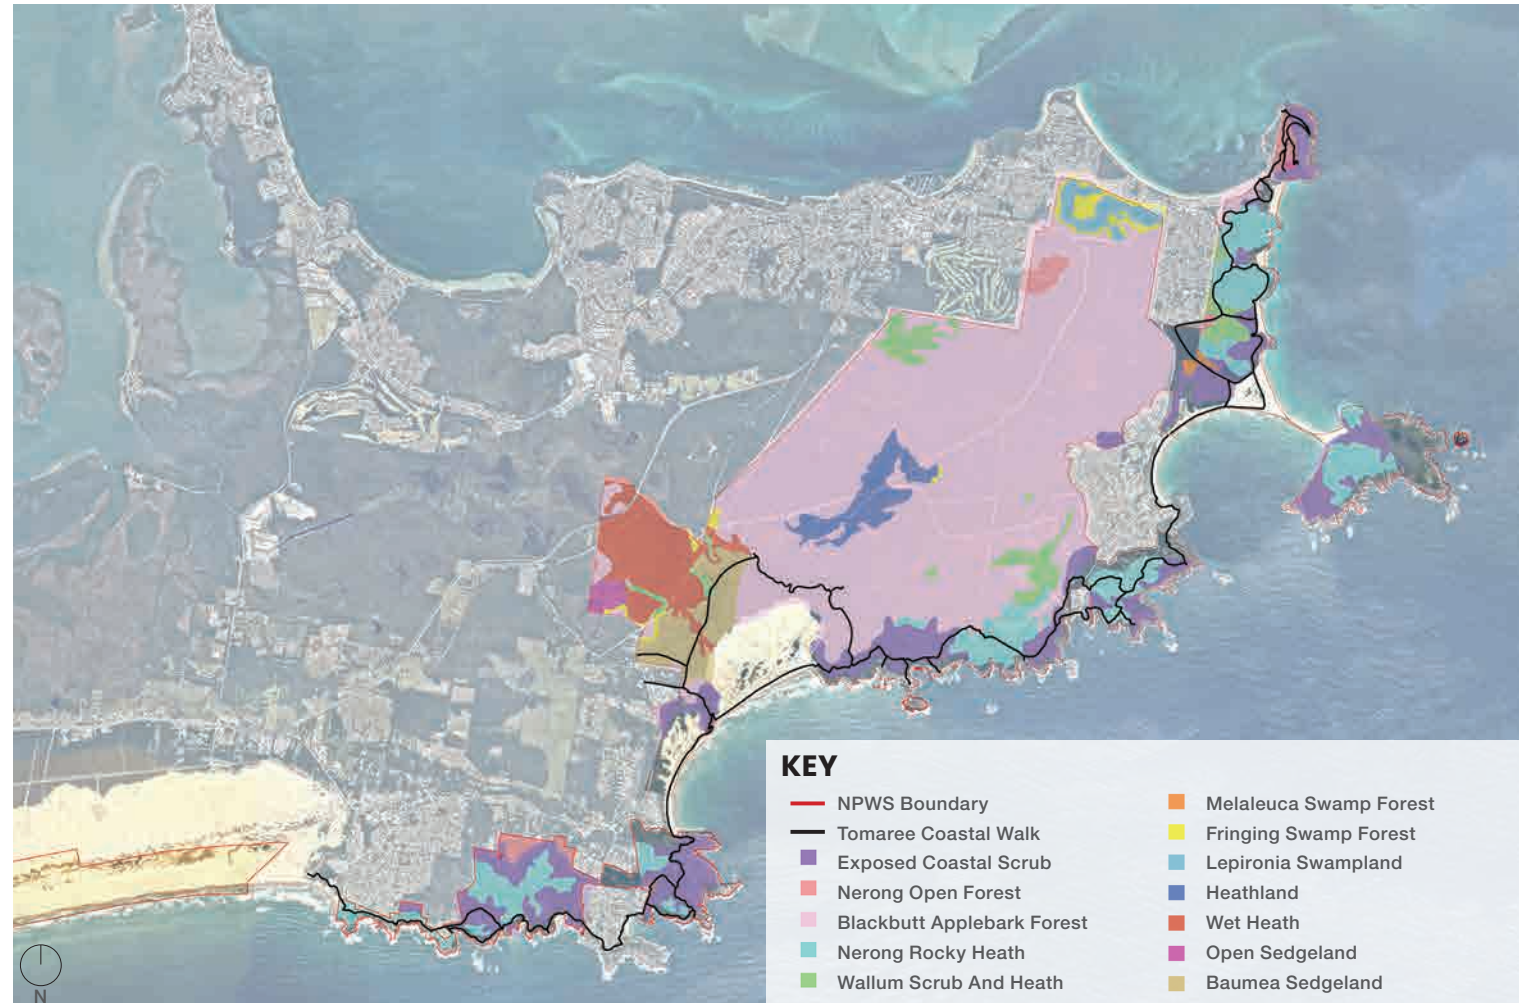 KEY
NPWS Boundary
Tomaree Coastal Walk
Exposed Coastal Scrub
Nerong Open Forest
Blackbutt Applebark Forest
Nerong Rocky Heath
Wallum Scrub And Heath
Melaleuca Swamp Forest
Fringing Swamp Forest
Lepironia Swampland
Heathland
Wet Heath
Open Sedgeland
Baumea Sedgeland
N